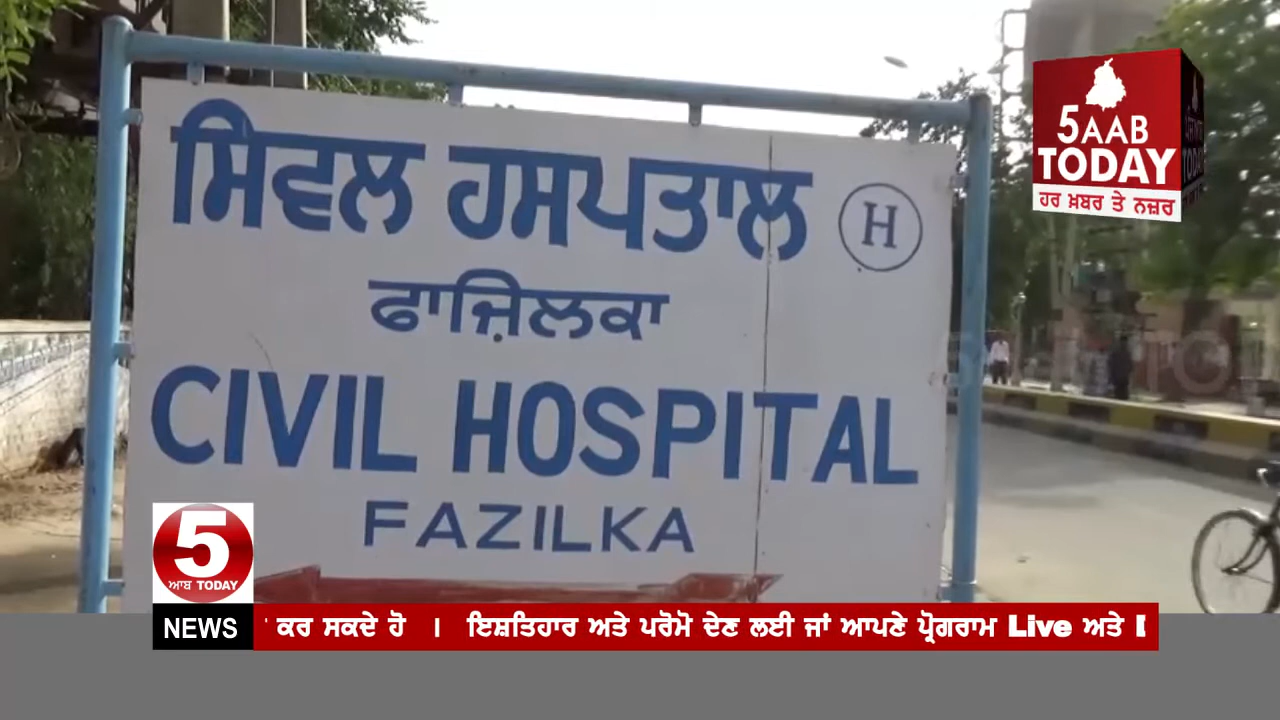 ਸਿਵਲ ਹਸਪਤਾਲ H
ਫਾਜ਼ਿਲਕਾ
CIVIL HOSPITAL
FAZILKA
5AAB
TODAY
ਹਰ ਖ਼ਬਰ ਤੇ ਨਜ਼ਰ
5
ਆਬ TODAY
NEWS
ਕਰ ਸਕਦੇ ਹੋ । ਇਸ਼ਤਿਹਾਰ ਅਤੇ ਪਰੋਮੋ ਦੇਣ ਲਈ ਜਾਂ ਆਪਣੇ ਪ੍ਰੋਗਰਾਮ Live ਅਤੇ